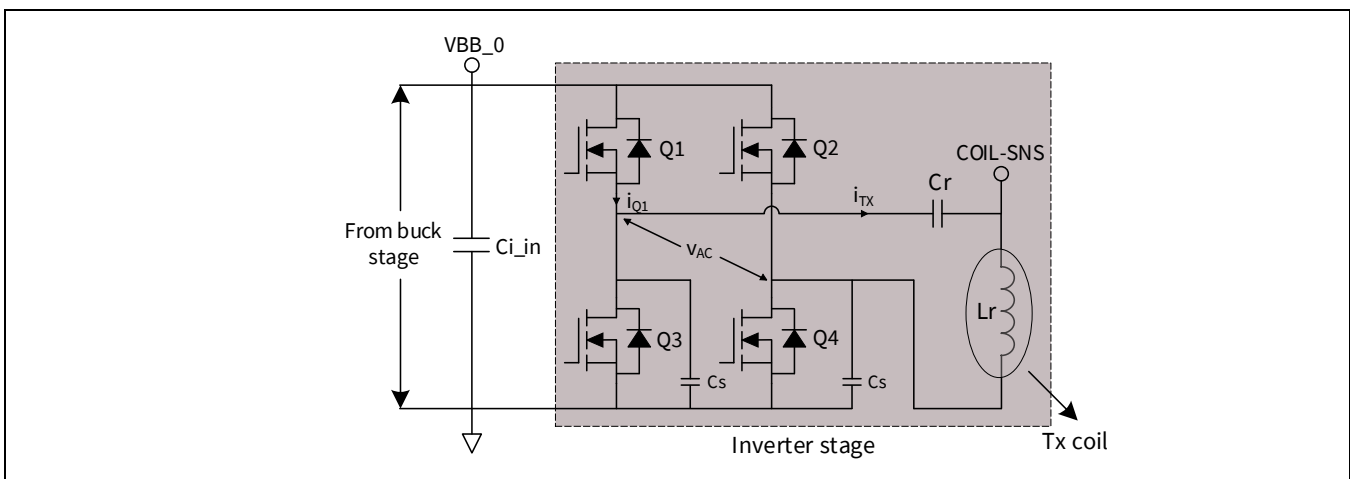 VBB_0
Q1
Q2
COIL-SNS
Cr
iQ1
iTX
From buck
stage
Ci_in
vAC
Lr
Q3
Q4
Cs
Cs
Inverter stage
Tx coil